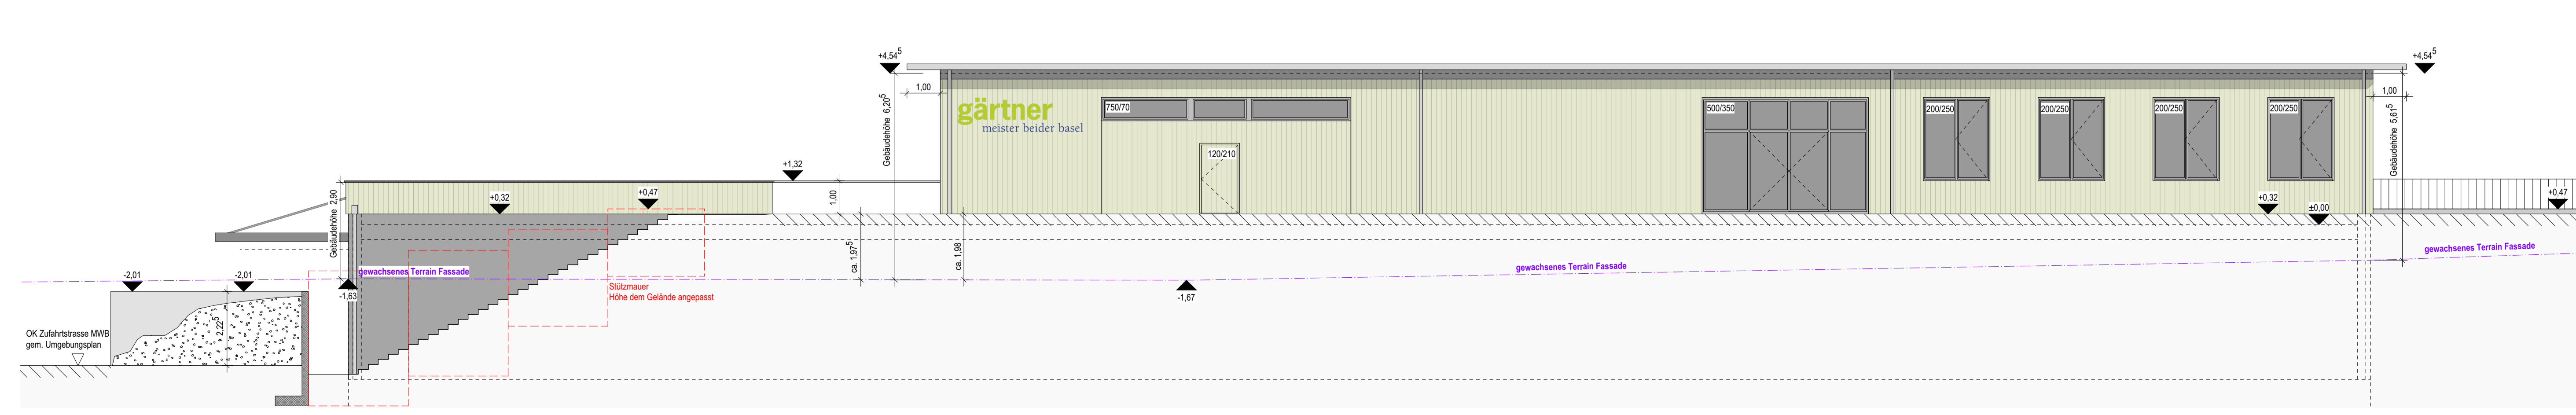 +4,54⁵
+4,54⁵
1,00
1,00
Gebäudehöhe 6,20⁵
Gebäudehöhe 5,61⁵
gärtner
meister beider basel
750/70
120/210
500/350
200/250
200/250
200/250
200/250
+1,32
1,00
Gebäudehöhe 2,90
+0,32
+0,47
+0,32
±0,00
+0,47
ca. 1,97⁵
ca. 1,98
gewachsenes Terrain Fassade
gewachsenes Terrain Fassade
gewachsenes Terrain Fassade
-2,01
-2,01
-1,63
-1,67
Stützmauer
Höhe dem Gelände angepasst
2,22⁵
OK Zufahrtstrasse MWB
gem. Umgebungsplan